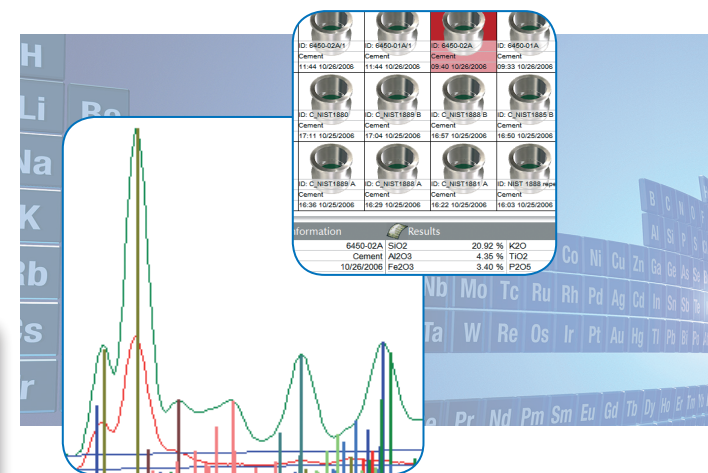 ID: 6450-02A/1
Cement
11:44 10/26/2006
ID: 6450-01A/1
Cement
11:44 10/26/2006
ID: 6450-02A
Cement
09:40 10/26/2006
ID: 6450-01A
Cement
09:33 10/26/2006
ID: C_NIST1880
Cement
17:11 10/25/2006
ID: C_NIST1889 B
Cement
17:04 10/25/2006
ID: C_NIST1888 B
Cement
16:57 10/25/2006
ID: C_NIST1885 B
Cement
16:50 10/25/2006
ID: C_NIST1889 A
Cement
16:36 10/25/2006
ID: C_NIST1888 A
Cement
16:29 10/25/2006
ID: C_NIST1881 A
Cement
16:22 10/25/2006
ID: NIST 1888 repe
Cement
16:03 10/25/2006
nformation
Results
6450-02A SiO2 20.92 % K2O
Cement Al2O3 4.35 % TiO2
10/26/2006 Fe2O3 3.40 % P2O5
H
Li
Na
K
B C N O
Al Si P S
Co Ni Cu Zn Ga Ge As
Nb Mo Tc Ru Rh Pd Ag Cd In Sn Sb Te
Ta W Re Os Ir Pt Au Hg Tl Pb Bi Po
Pr Nd Pm Sm Eu Gd Tb Dy Ho Er Tm